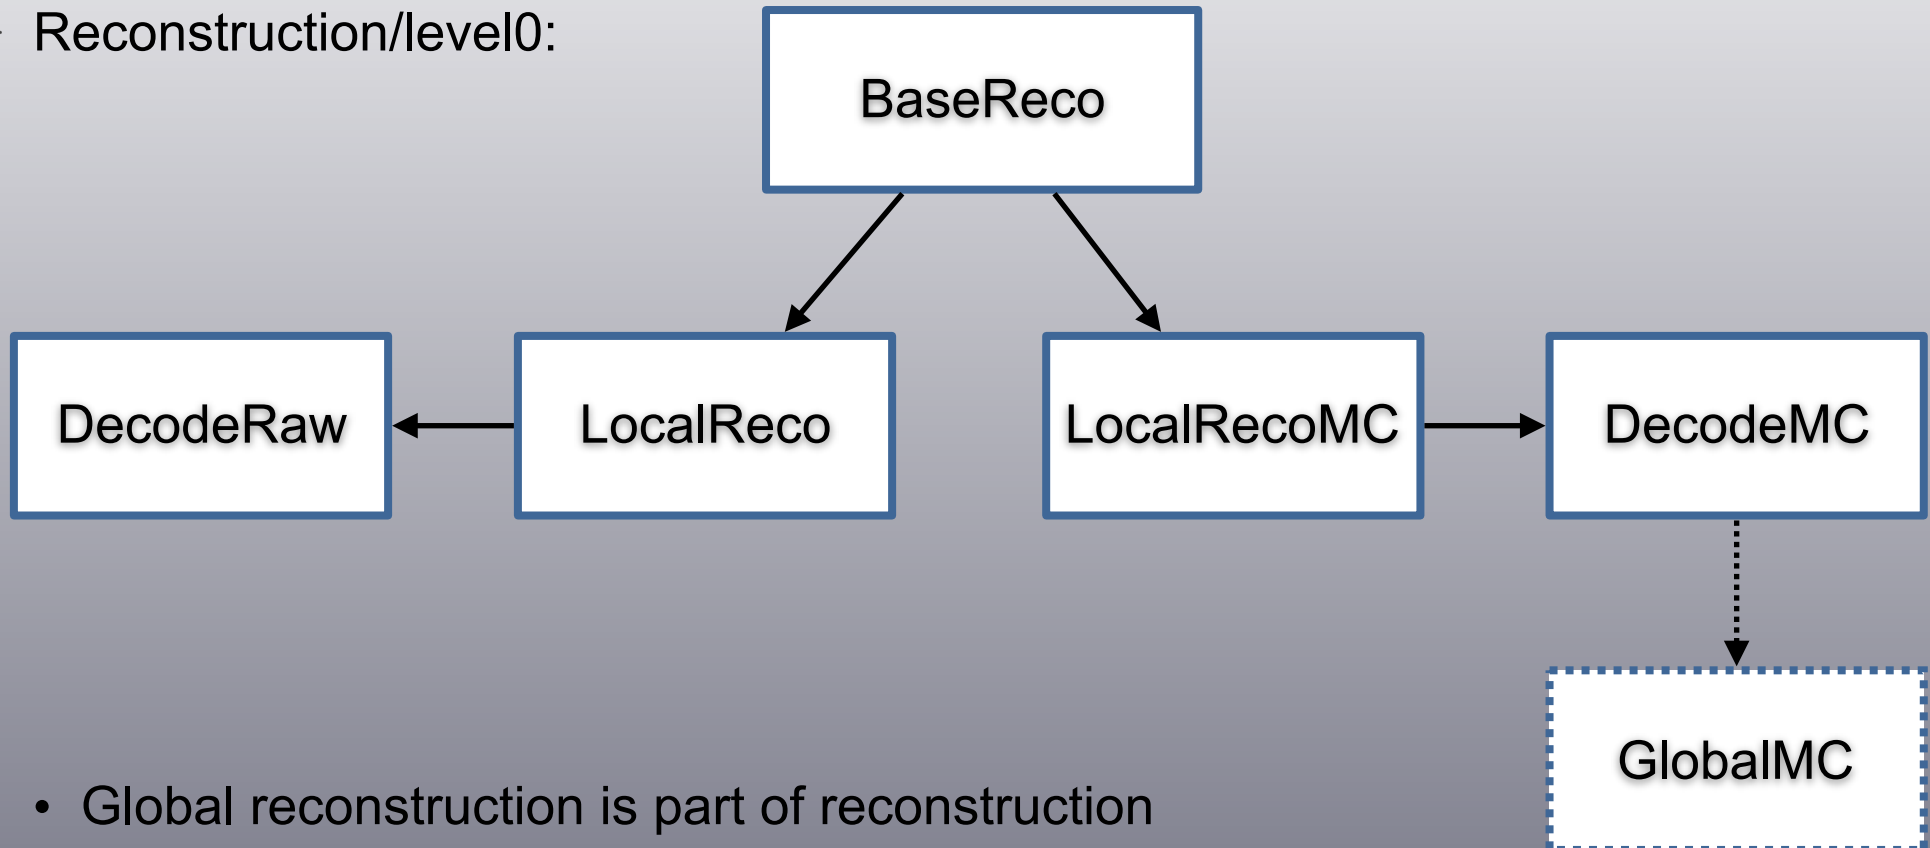 Reconstruction/level0:
BaseReco
DecodeRaw
LocalReco
LocalRecoMC
DecodeMC
GlobalMC
• Global reconstruction is part of reconstruction